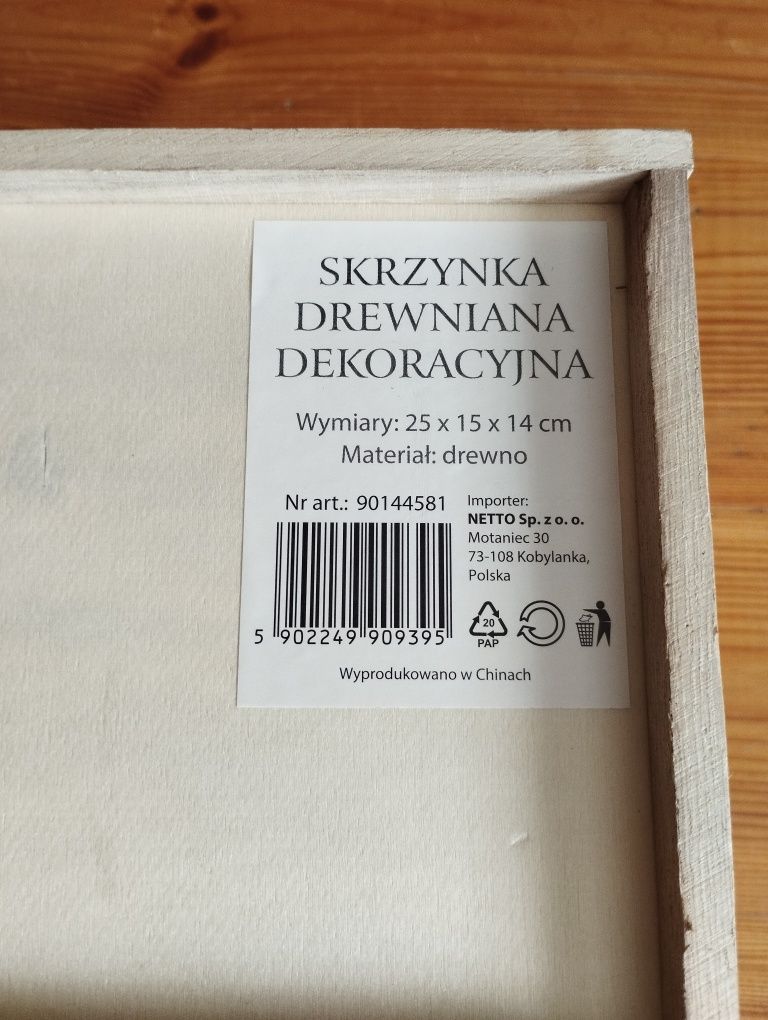 SKRZYNKA
DREWNIANA
DEKORACYJNA
Wymiary: 25 x 15 x 14 cm
Materiał: drewno
Nr art.: 90144581
Importer:
NETTO Sp. z o. o.
Motaniec 30
73-108 Kobylanka,
Polska
5 902249 909395
20
PAP
Wyprodukowano w Chinach